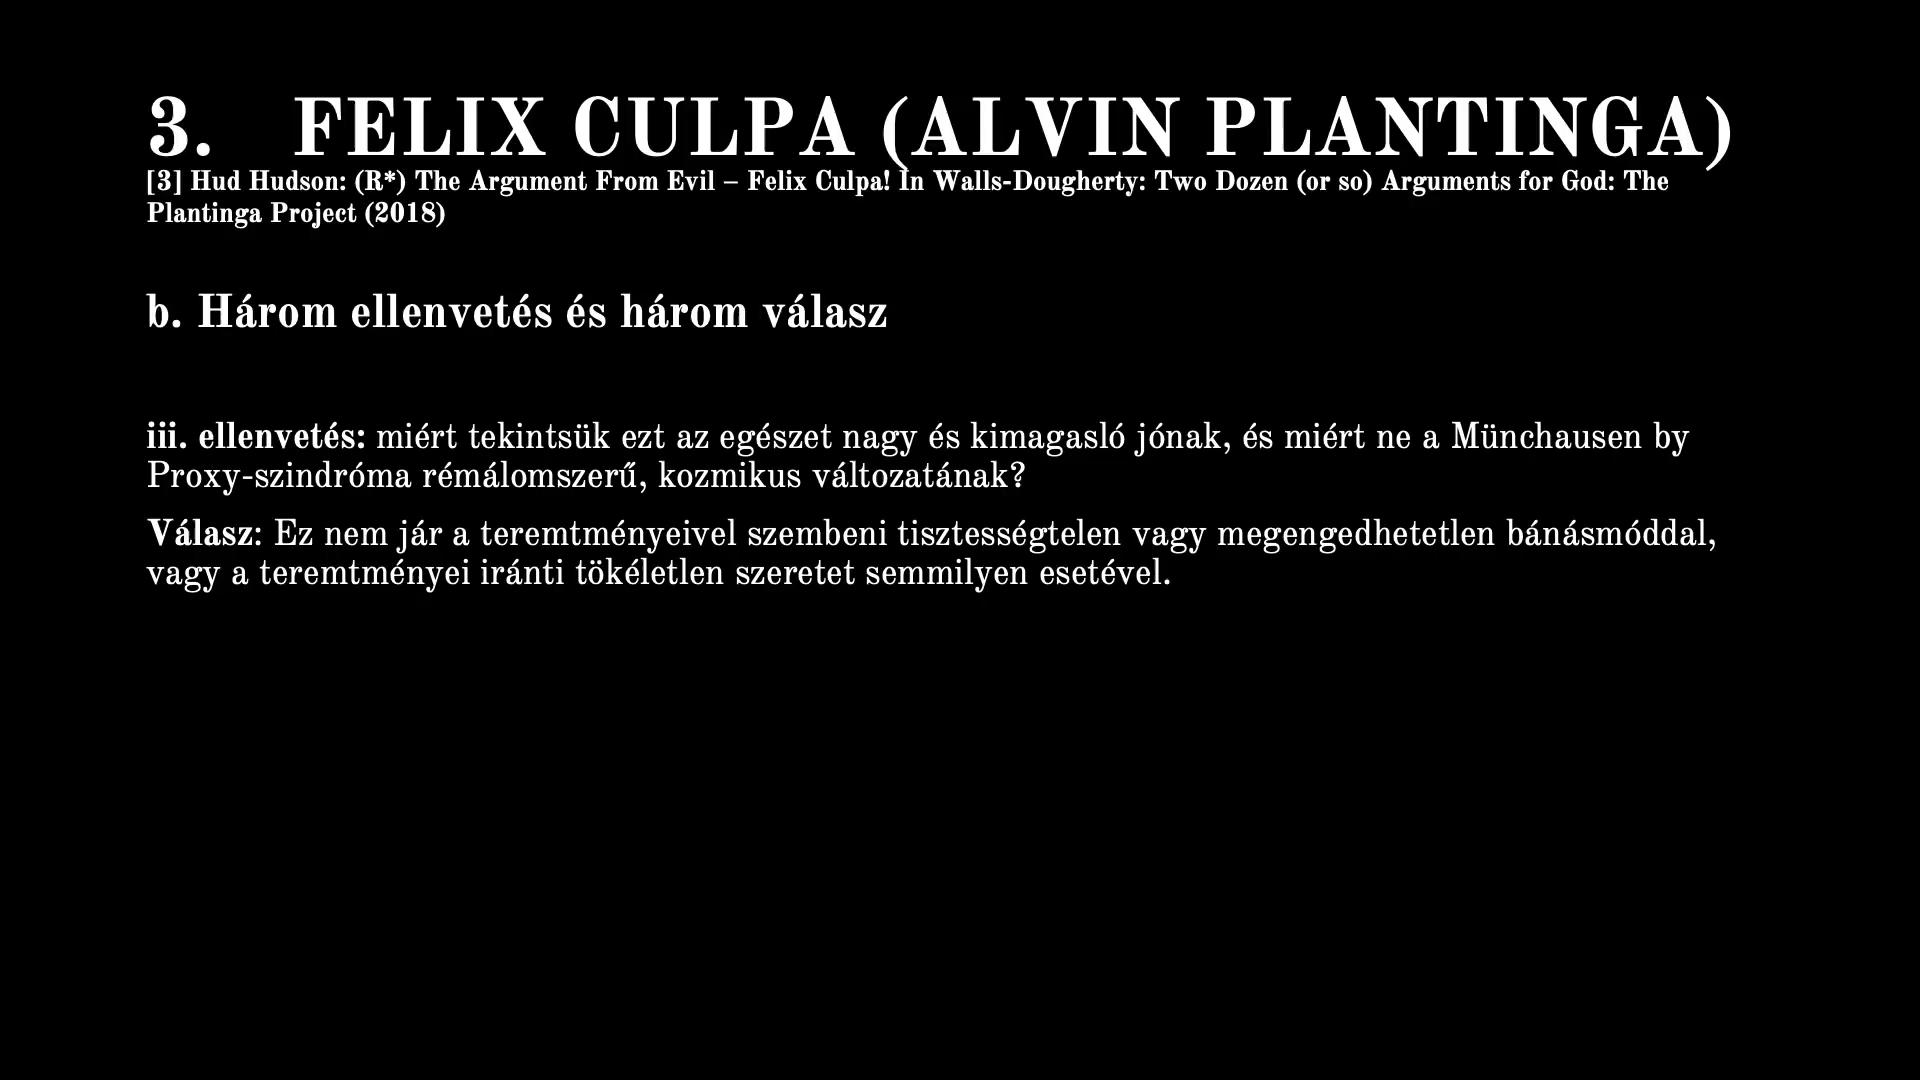 3. FELIX CULPA (ALVIN PLANTINGA)
[3] Hud Hudson: (R*) The Argument From Evil – Felix Culpa! In Walls-Dougherty: Two Dozen (or so) Arguments for God: The
Plantinga Project (2018)
b. Három ellenvetés és három válasz
iii. ellenvetés: miért tekintsük ezt az egészet nagy és kimagasló jónak, és miért ne a Münchausen by
Proxy-szindróma rémálomszerű, kozmikus változatának?
Válasz: Ez nem jár a teremtményeivel szembeni tisztességtelen vagy megengedhetetlen bánásmóddal,
vagy a teremtményei iránti tökéletlen szeretet semmilyen esetével.